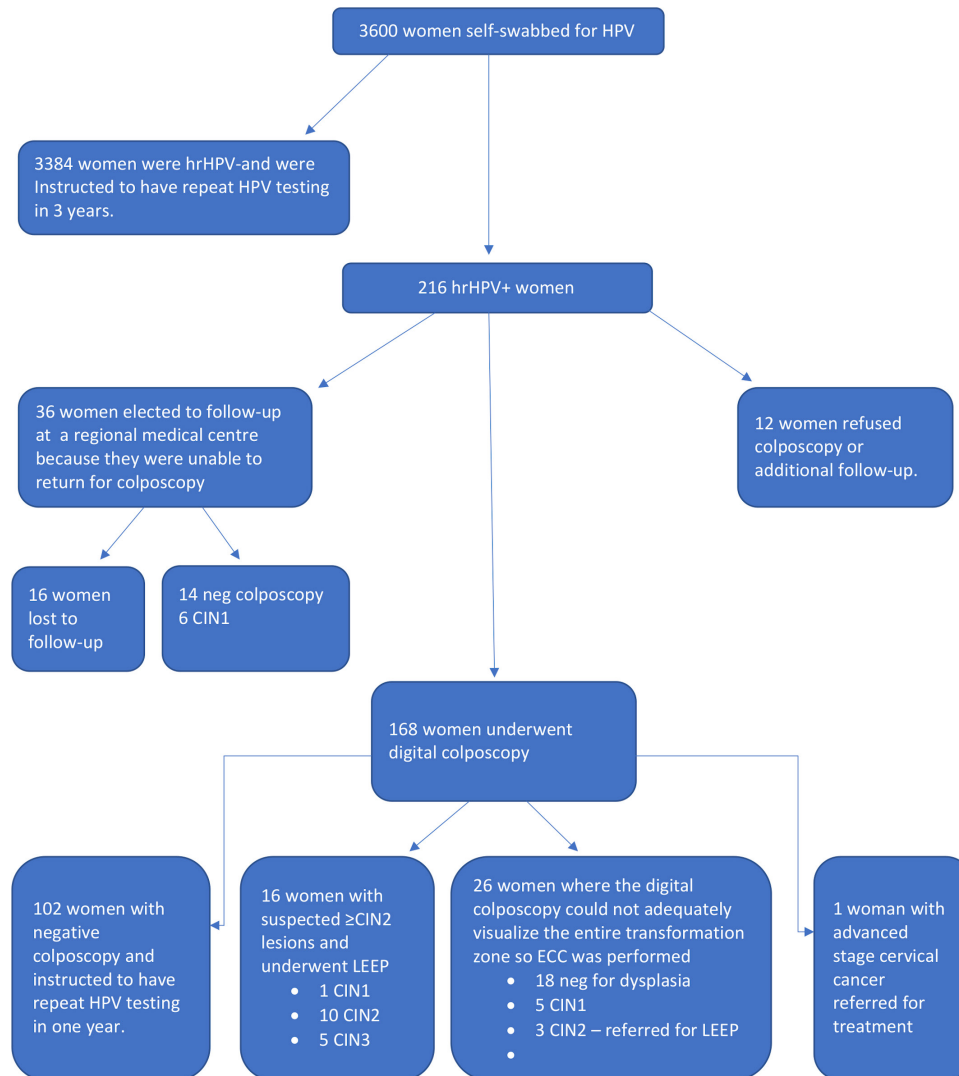 3600 women self-swabbed for HPV
3384 women were hrHPV-and were
Instructed to have repeat HPV testing
in 3 years.
216 hrHPV+ women
36 women elected to follow-up
at a regional medical centre
because they were unable to
return for colposcopy
12 women refused
colposcopy or
additional follow-up.
16 women
lost to
follow-up
14 neg colposcopy
6 CIN1
168 women underwent
digital colposcopy
102 women with
negative
colposcopy and
instructed to have
repeat HPV testing
in one year.
16 women with
suspected ≥CIN2
lesions and
underwent LEEP
• 1 CIN1
• 10 CIN2
• 5 CIN3
26 women where the digital
colposcopy could not adequately
visualize the entire transformation
zone so ECC was performed
• 18 neg for dysplasia
• 5 CIN1
• 3 CIN2 – referred for LEEP
•
1 woman with
advanced
stage cervical
cancer
referred for
treatment